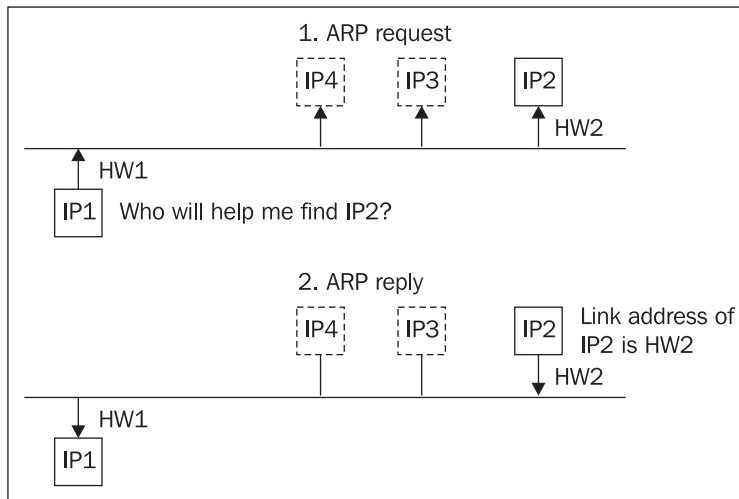 1. ARP request
IP4
IP3
IP2
HW2
HW1
IP1
Who will help me find IP2?
2. ARP reply
IP4
IP3
IP2
Link address of
IP2 is HW2
HW2
HW1
IP1